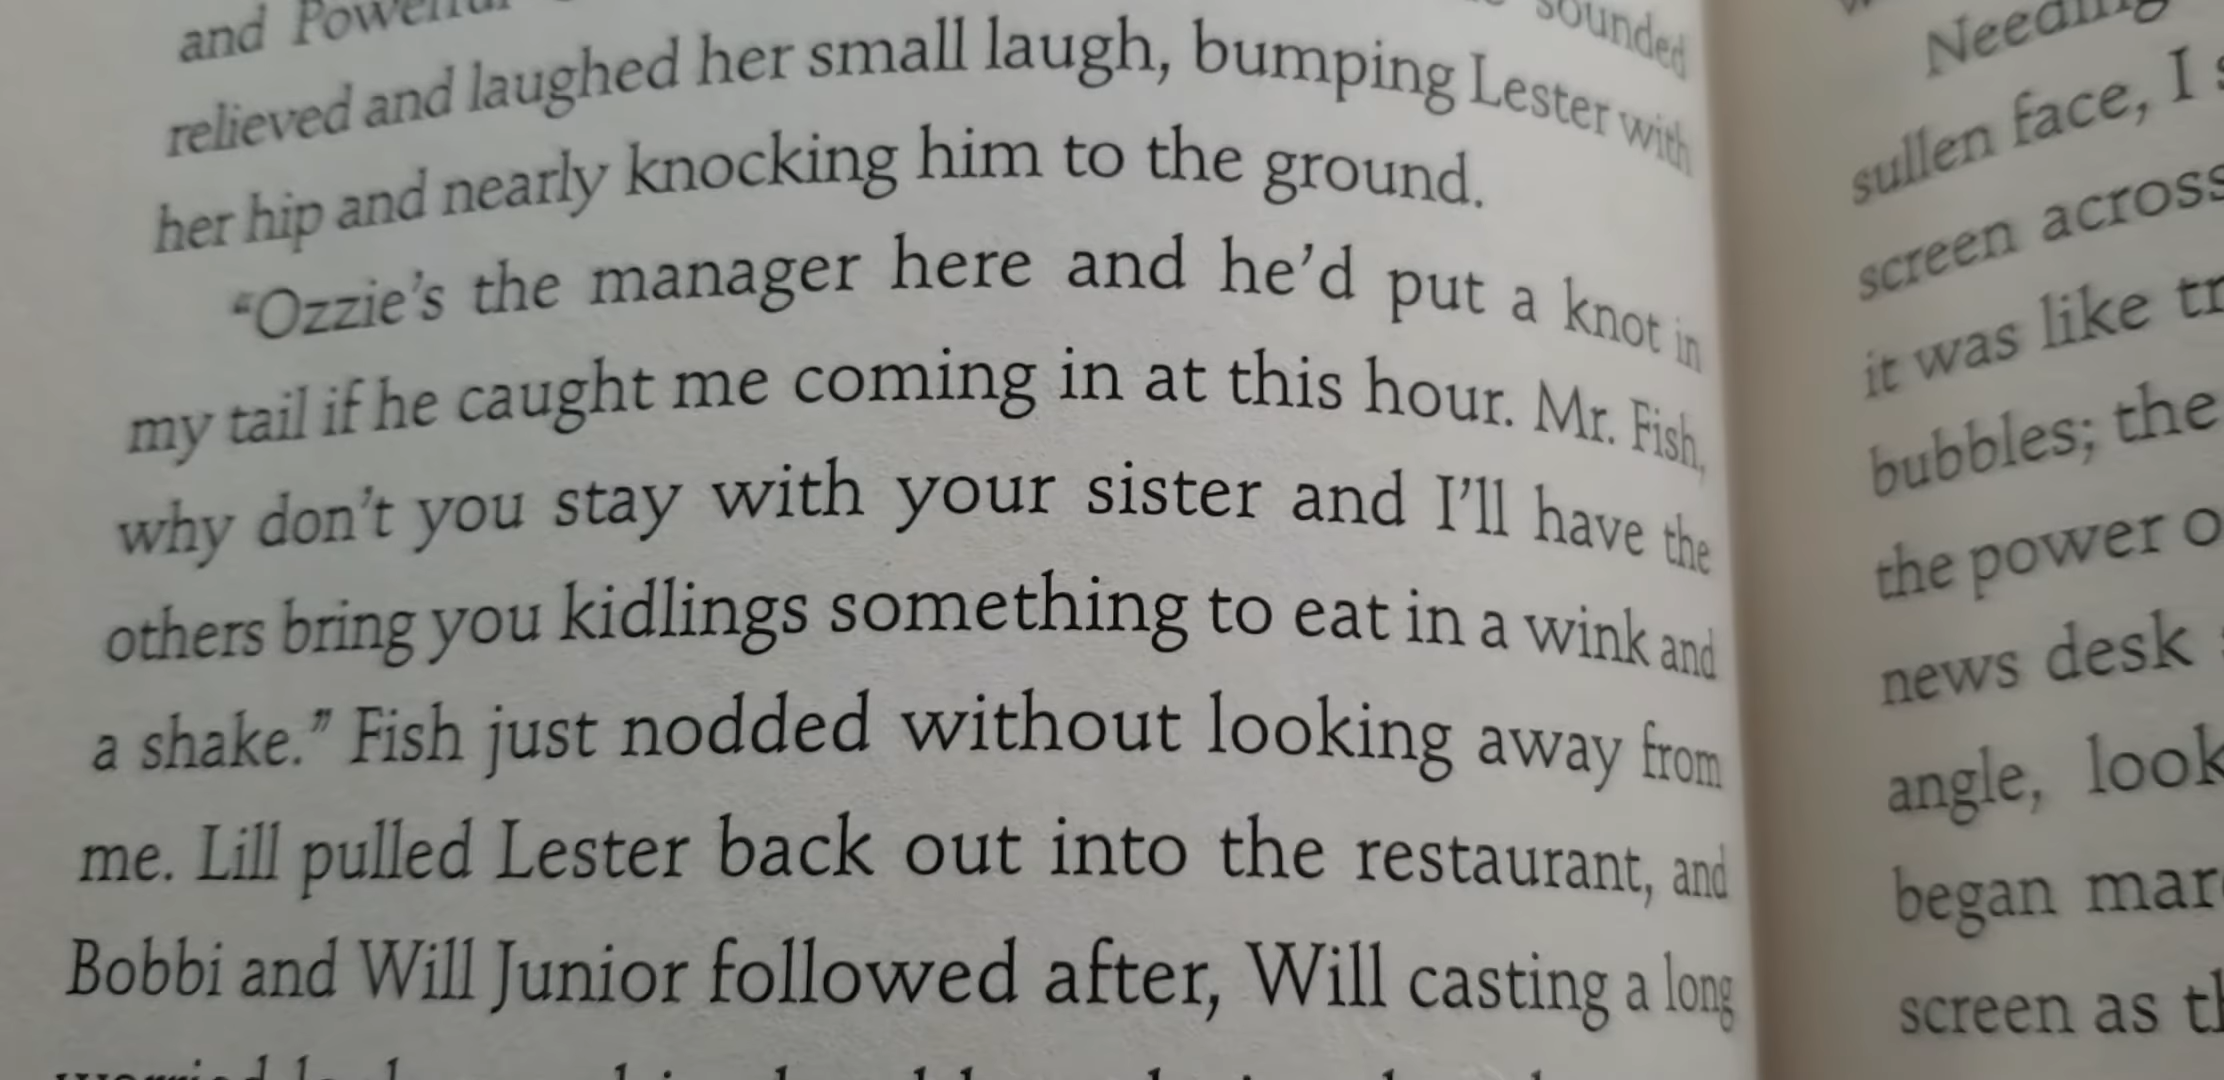 and Powerful sounded
relieved and laughed her small laugh, bumping Lester with
her hip and nearly knocking him to the ground.
“Ozzie’s the manager here and he’d put a knot in
my tail if he caught me coming in at this hour. Mr. Fish,
why don’t you stay with your sister and I’ll have the
others bring you kidlings something to eat in a wink and
a shake.” Fish just nodded without looking away from
me. Lill pulled Lester back out into the restaurant, and
Bobbi and Will Junior followed after, Will casting a long
Needing
sullen face, I
screen across
it was like
bubbles; the
the power
news desk
angle, look
began
screen as